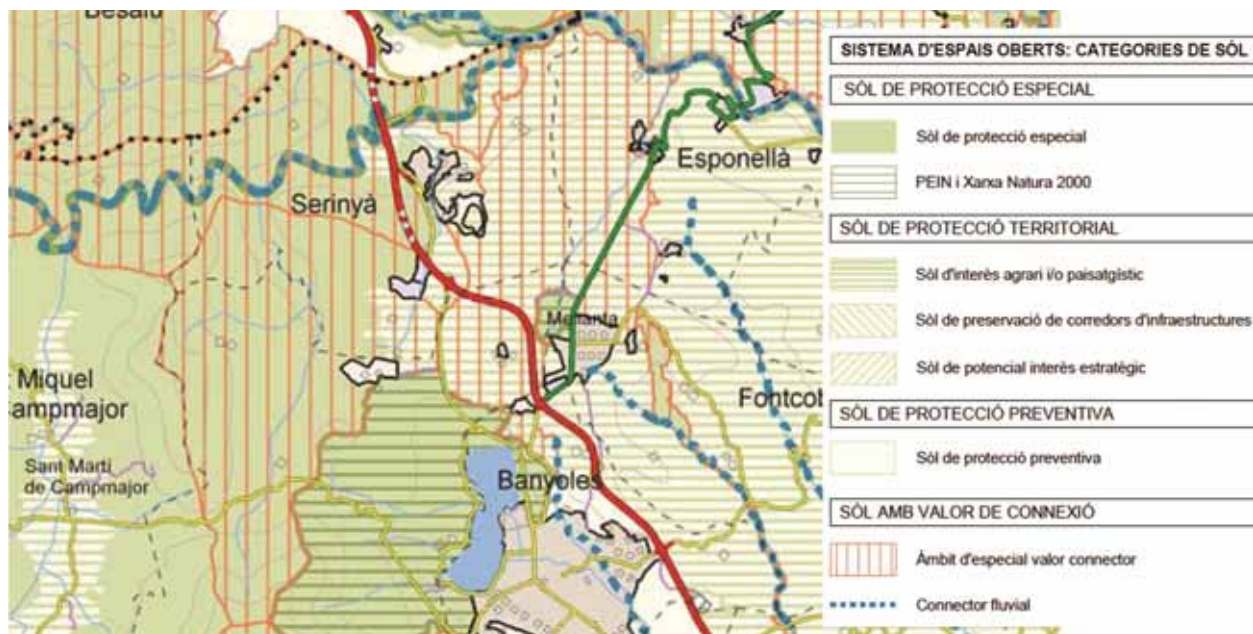 Besalú
Serinyà
Esponellà
Melianta
Miquel
Campmajor
Fontcob
Sant Martí
de Campmajor
Banyoles
SISTEMA D'ESPAIS OBERTS: CATEGORIES DE SÒL
SÒL DE PROTECCIÓ ESPECIAL
Sòl de protecció especial
PEIN i Xarxa Natura 2000
SÒL DE PROTECCIÓ TERRITORIAL
Sòl d'interès agrari i/o paisatgístic
Sòl de preservació de corredors d'infraestructures
Sòl de potencial interès estratègic
SÒL DE PROTECCIÓ PREVENTIVA
Sòl de protecció preventiva
SÒL AMB VALOR DE CONNEXIÓ
Àmbit d'especial valor connector
Connector fluvial